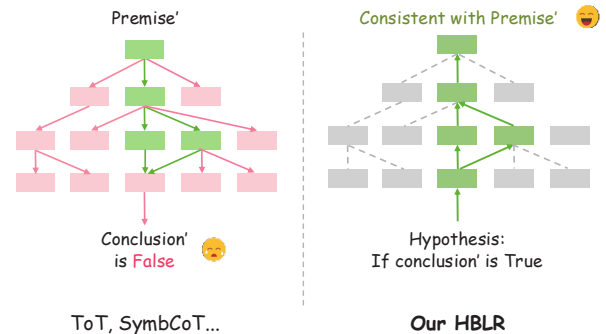 Premise’
Conclusion’
is False
ToT, SymbCoT...
Consistent with Premise’
Hypothesis:
If conclusion’ is True
Our HBLR